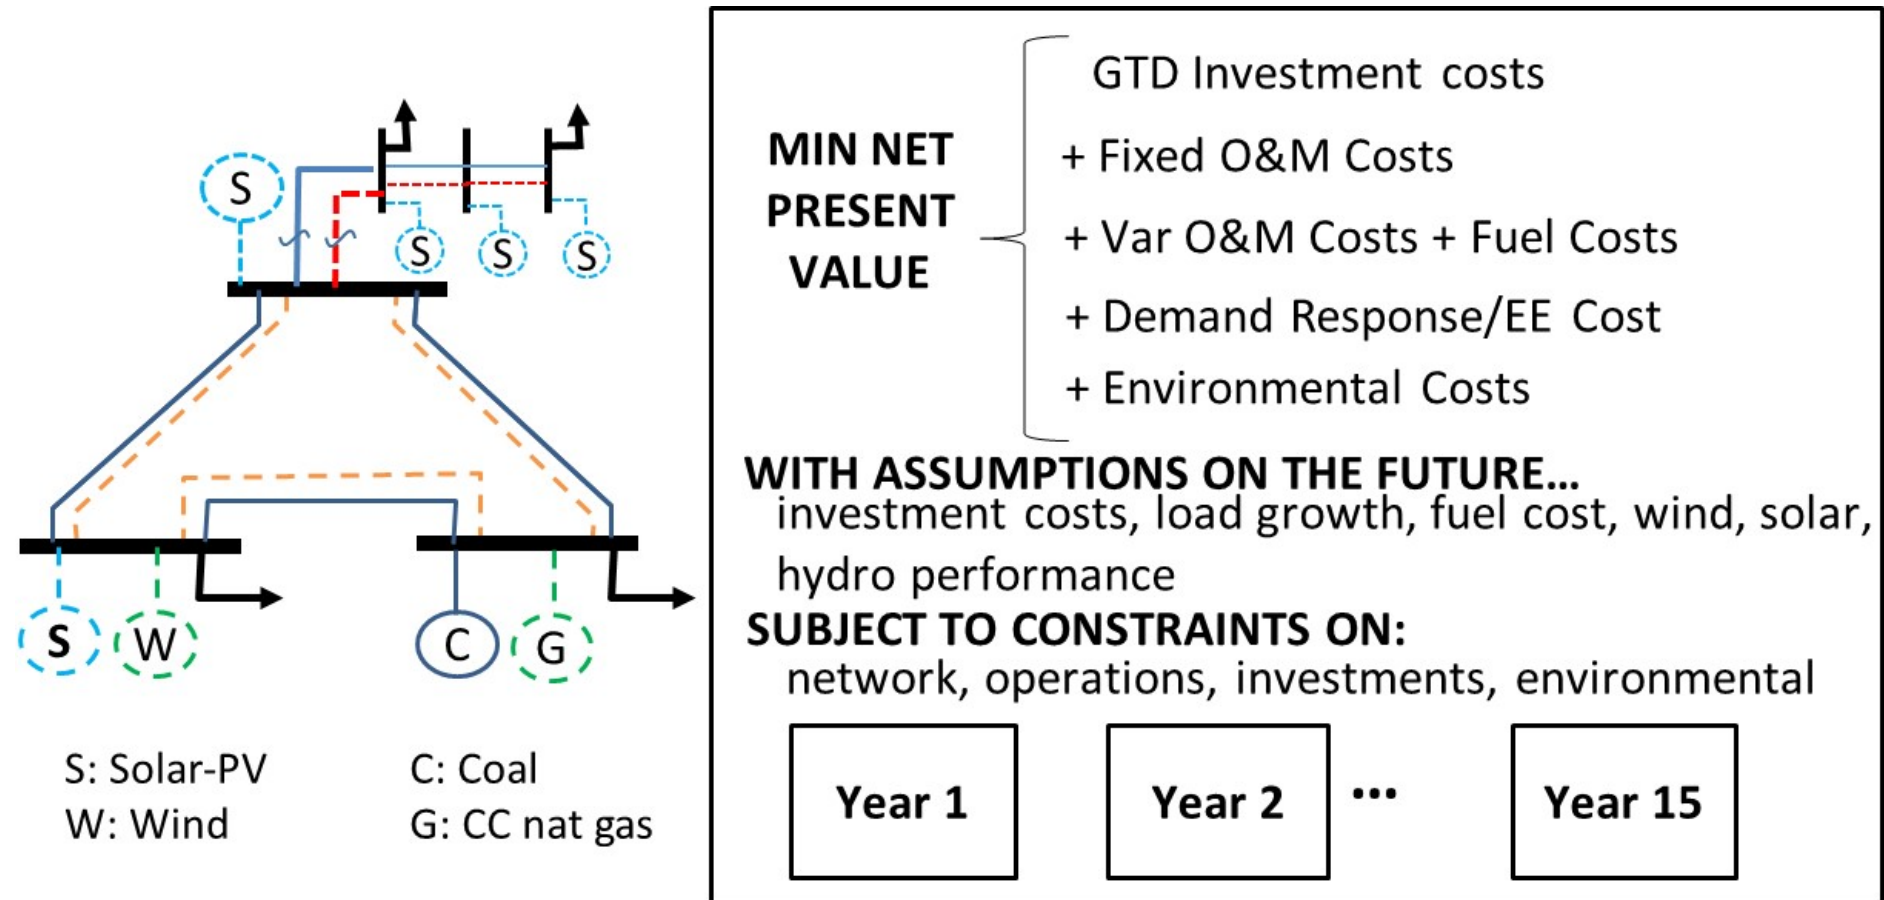 S
S
S
S
S
W
C
G
S: Solar-PV
C: Coal
W: Wind
G: CC nat gas
MIN NET
PRESENT
VALUE
GTD Investment costs
+ Fixed O&M Costs
+ Var O&M Costs + Fuel Costs
+ Demand Response/EE Cost
+ Environmental Costs
WITH ASSUMPTIONS ON THE FUTURE…
investment costs, load growth, fuel cost, wind, solar,
hydro performance
SUBJECT TO CONSTRAINTS ON:
network, operations, investments, environmental
Year 1
Year 2
...
Year 15